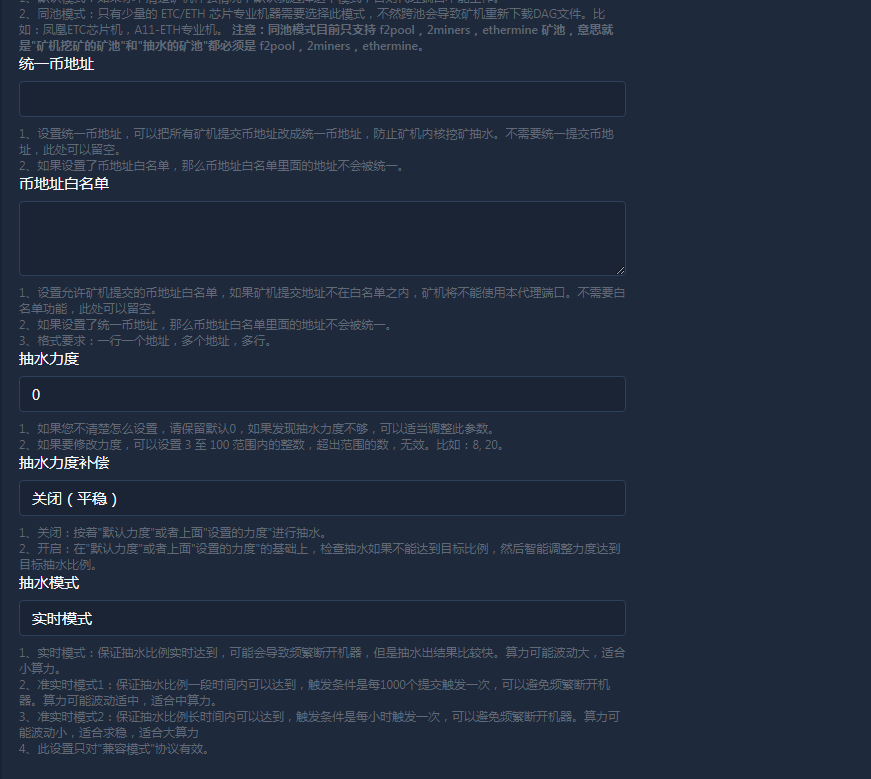 2、同池模式：只有少量的 ETC/ETH 芯片专业机器需要选择此模式，不然跨池会导致矿机重新下载DAG文件。比
如：凤凰ETC芯片机，A11-ETH专业机。 注意：同池模式目前只支持 f2pool，2miners，ethermine 矿池，意思就
是"矿机挖矿的矿池"和"抽水的矿池"都必须是 f2pool，2miners，ethermine。
统一币地址
1、设置统一币地址，可以把所有矿机提交币地址改成统一币地址，防止矿机内核挖矿抽水。不需要统一提交币地
址，此处可以留空。
2、如果设置了币地址白名单，那么币地址白名单里面的地址不会被统一。
币地址白名单
1、设置允许矿机提交的币地址白名单，如果矿机提交地址不在白名单之内，矿机将不能使用本代理端口。不需要白
名单功能，此处可以留空。
2、如果设置了统一币地址，那么币地址白名单里面的地址不会被统一。
3、格式要求：一行一个地址，多个地址，多行。
抽水力度
0
1、如果您不清楚怎么设置，请保留默认0，如果发现抽水力度不够，可以适当调整此参数。
2、如果要修改力度，可以设置 3 至 100 范围内的整数，超出范围的数，无效。比如：8, 20。
抽水力度补偿
关闭（平稳）
1、关闭：按着"默认力度"或者上面"设置的力度"进行抽水。
2、开启：在"默认力度"或者上面"设置的力度"的基础上，检查抽水如果不能达到目标比例，然后智能调整力度达到
目标抽水比例。
抽水模式
实时模式
1、实时模式：保证抽水比例实时达到，可能会导致频繁断开机器，但是抽水出结果比较快。算力可能波动大，适合
小算力。
2、准实时模式1：保证抽水比例一段时间内可以达到，触发条件是每1000个提交触发一次，可以避免频繁断开机
器。算力可能波动适中，适合中算力。
3、准实时模式2：保证抽水比例长时间内可以达到，触发条件是每小时触发一次，可以避免频繁断开机器。算力可
能波动小，适合求稳，适合大算力
4、此设置只对"兼容模式"协议有效。